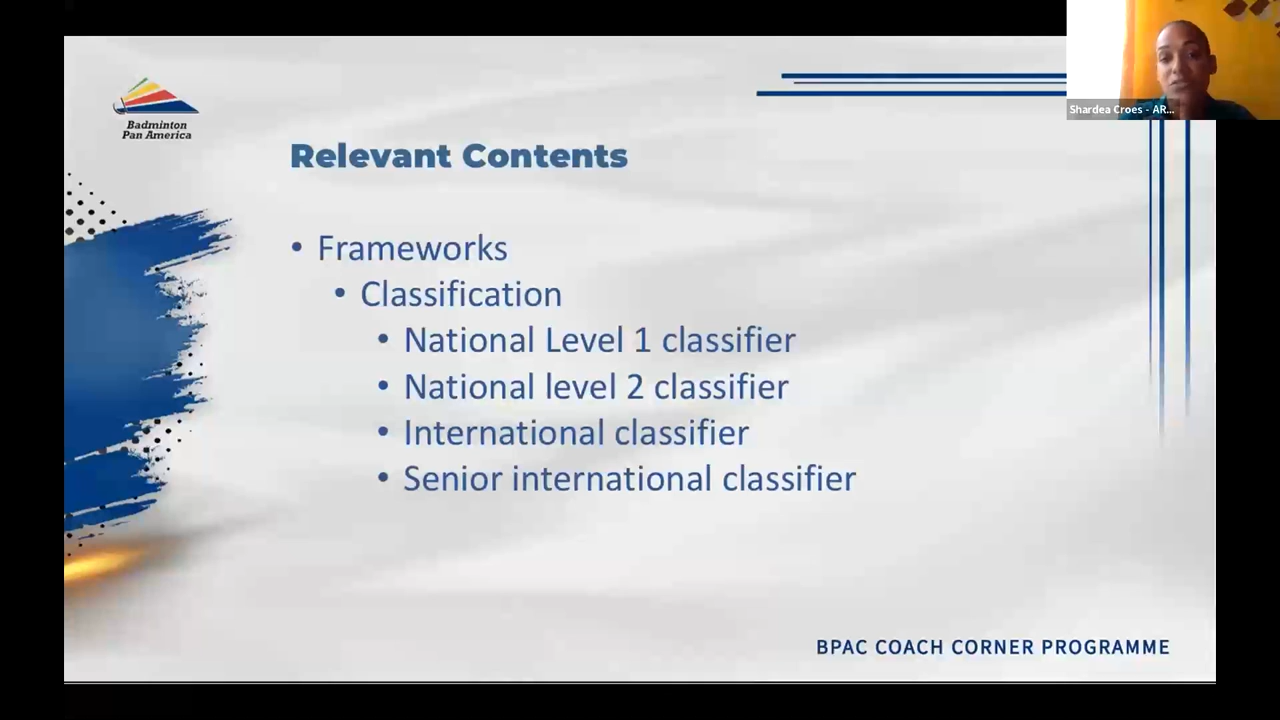 Shardea Croes - AR...
Badminton
Pan America
Relevant Contents
• Frameworks
• Classification
• National Level 1 classifier
• National level 2 classifier
• International classifier
• Senior international classifier
BPAC COACH CORNER PROGRAMME